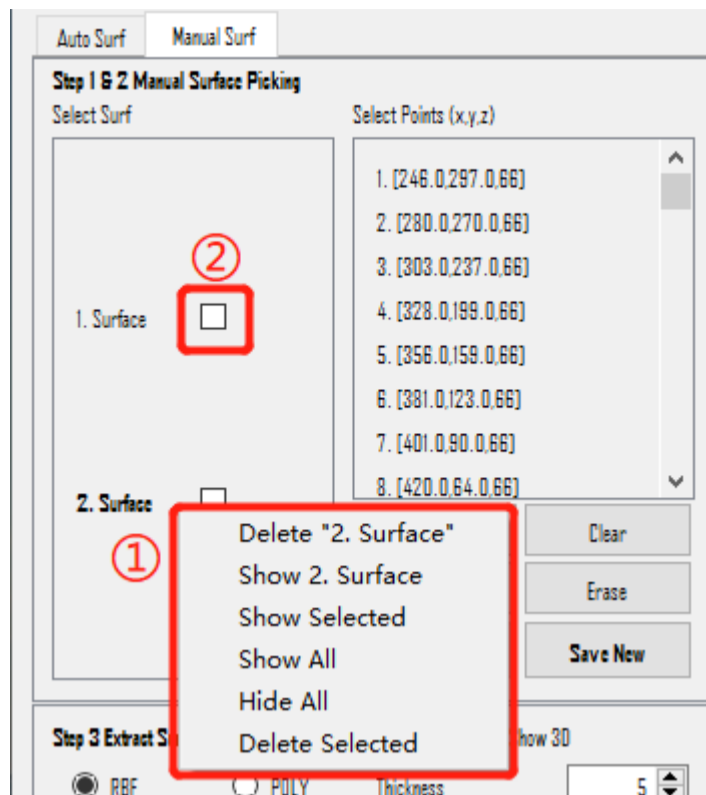 Auto Surf
Manual Surf
Step 1 & 2 Manual Surface Picking
Select Surf
Select Points (x,y,z)
1. [246.0,297.0,66]
2. [280.0,270.0,66]
②
3. [303.0,237.0,66]
1. Surface
4. [328.0,199.0,66]
5. [356.0,159.0,66]
6. [381.0,123.0,66]
7. [401.0,90.0,66]
8. [420.0,64.0,66]
2. Surface
①
Delete "2. Surface"
Show 2. Surface
Show Selected
Show All
Hide All
Delete Selected
Clear
Erase
Save New
Step 3 Extract
how 3D
RBF
POLY
Thickness
5